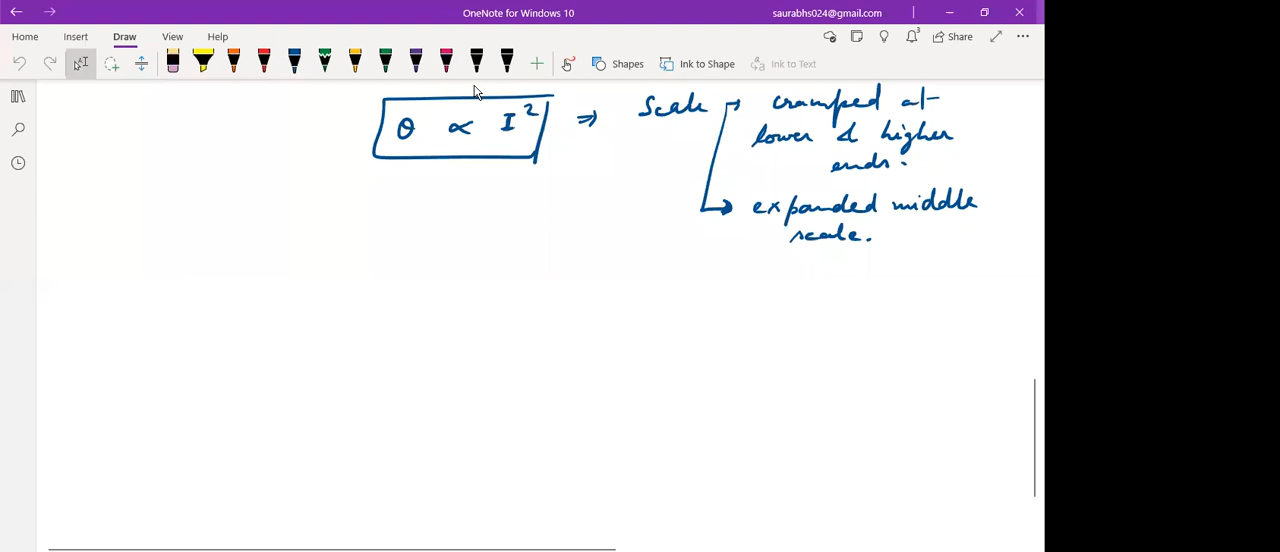 OneNote for Windows 10
saurabhs024@gmail.com
Home Insert Draw View Help
Share
Shapes Ink to Shape Ink to Text
θ ∝ I² ⇒ Scale → cramped at
lower & higher
ends.
→ expanded middle
scale.